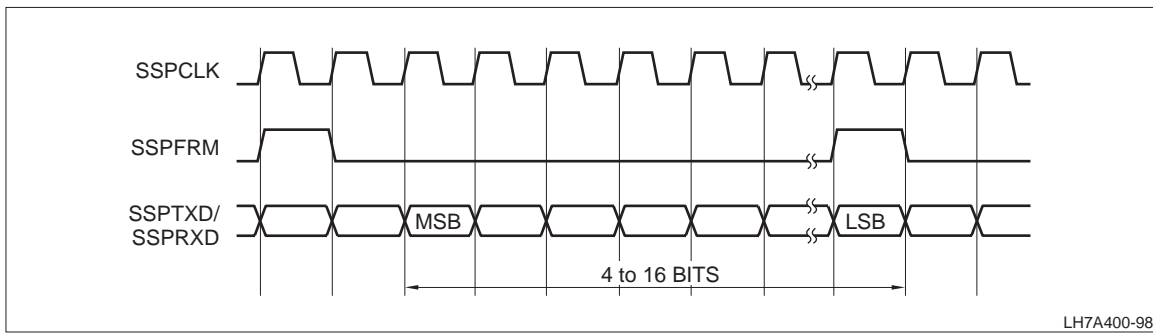 SSPCLK
SSPFRM
SSPTXD/
SSPRXD
MSB
LSB
4 to 16 BITS
LH7A400-98